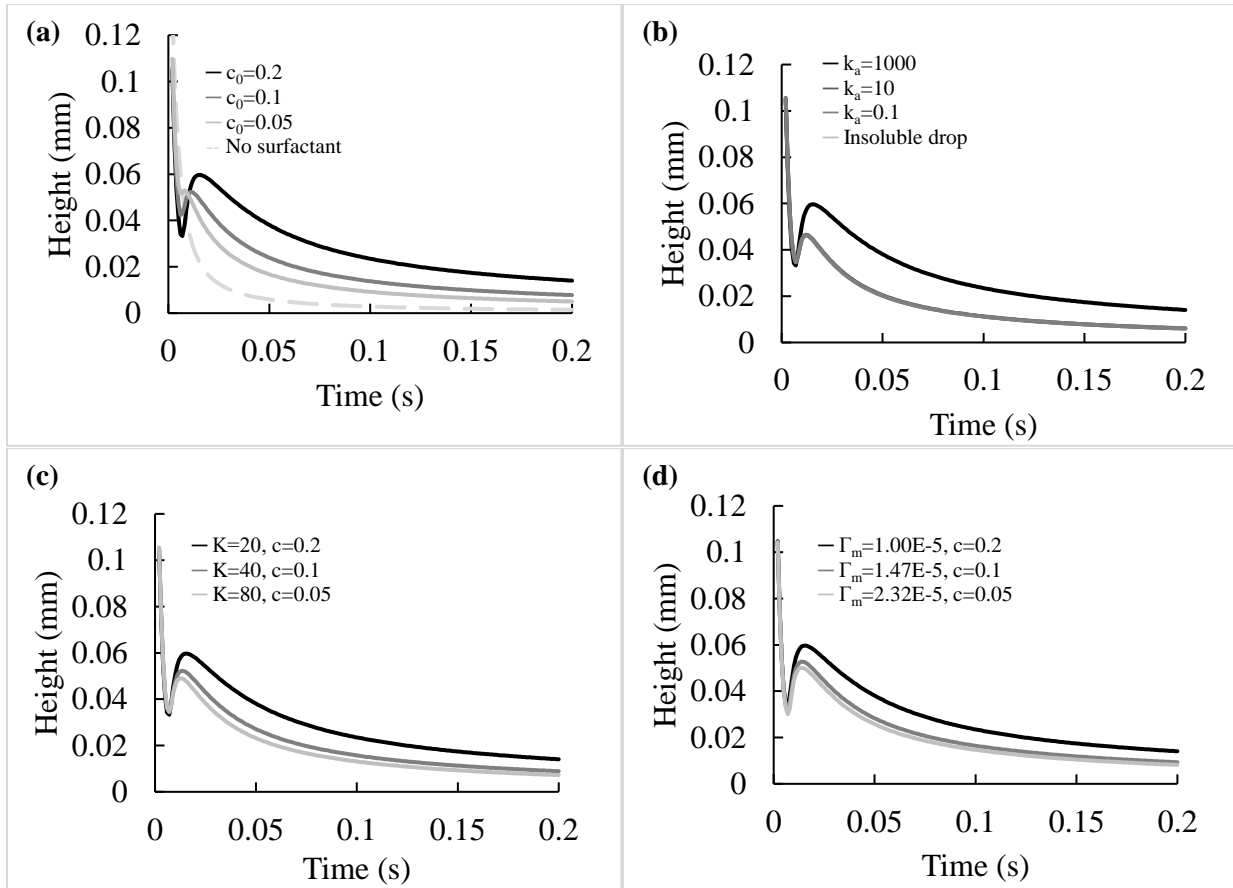 (a)
0.12
0.1
0.08
0.06
0.04
0.02
0
Height (mm)
c₀=0.2
c₀=0.1
c₀=0.05
No surfactant
0 0.05 0.1 0.15 0.2
Time (s)
(b)
0.12
0.1
0.08
0.06
0.04
0.02
0
Height (mm)
kₐ=1000
kₐ=10
kₐ=0.1
Insoluble drop
0 0.05 0.1 0.15 0.2
Time (s)
(c)
0.12
0.1
0.08
0.06
0.04
0.02
0
Height (mm)
K=20, c=0.2
K=40, c=0.1
K=80, c=0.05
0 0.05 0.1 0.15 0.2
Time (s)
(d)
0.12
0.1
0.08
0.06
0.04
0.02
0
Height (mm)
Γₘ=1.00E-5, c=0.2
Γₘ=1.47E-5, c=0.1
Γₘ=2.32E-5, c=0.05
0 0.05 0.1 0.15 0.2
Time (s)